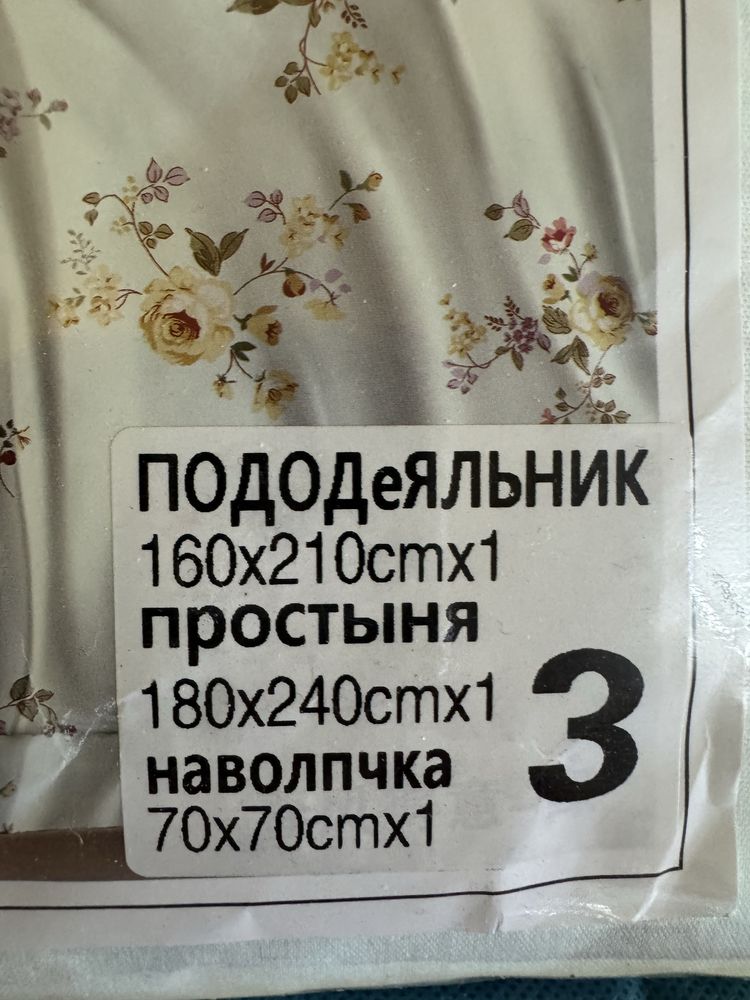 ПОДОДеЯЛЬНИК
160x210cmx1
простыня
180x240cmx1
наволпчка
70x70cmx1
3